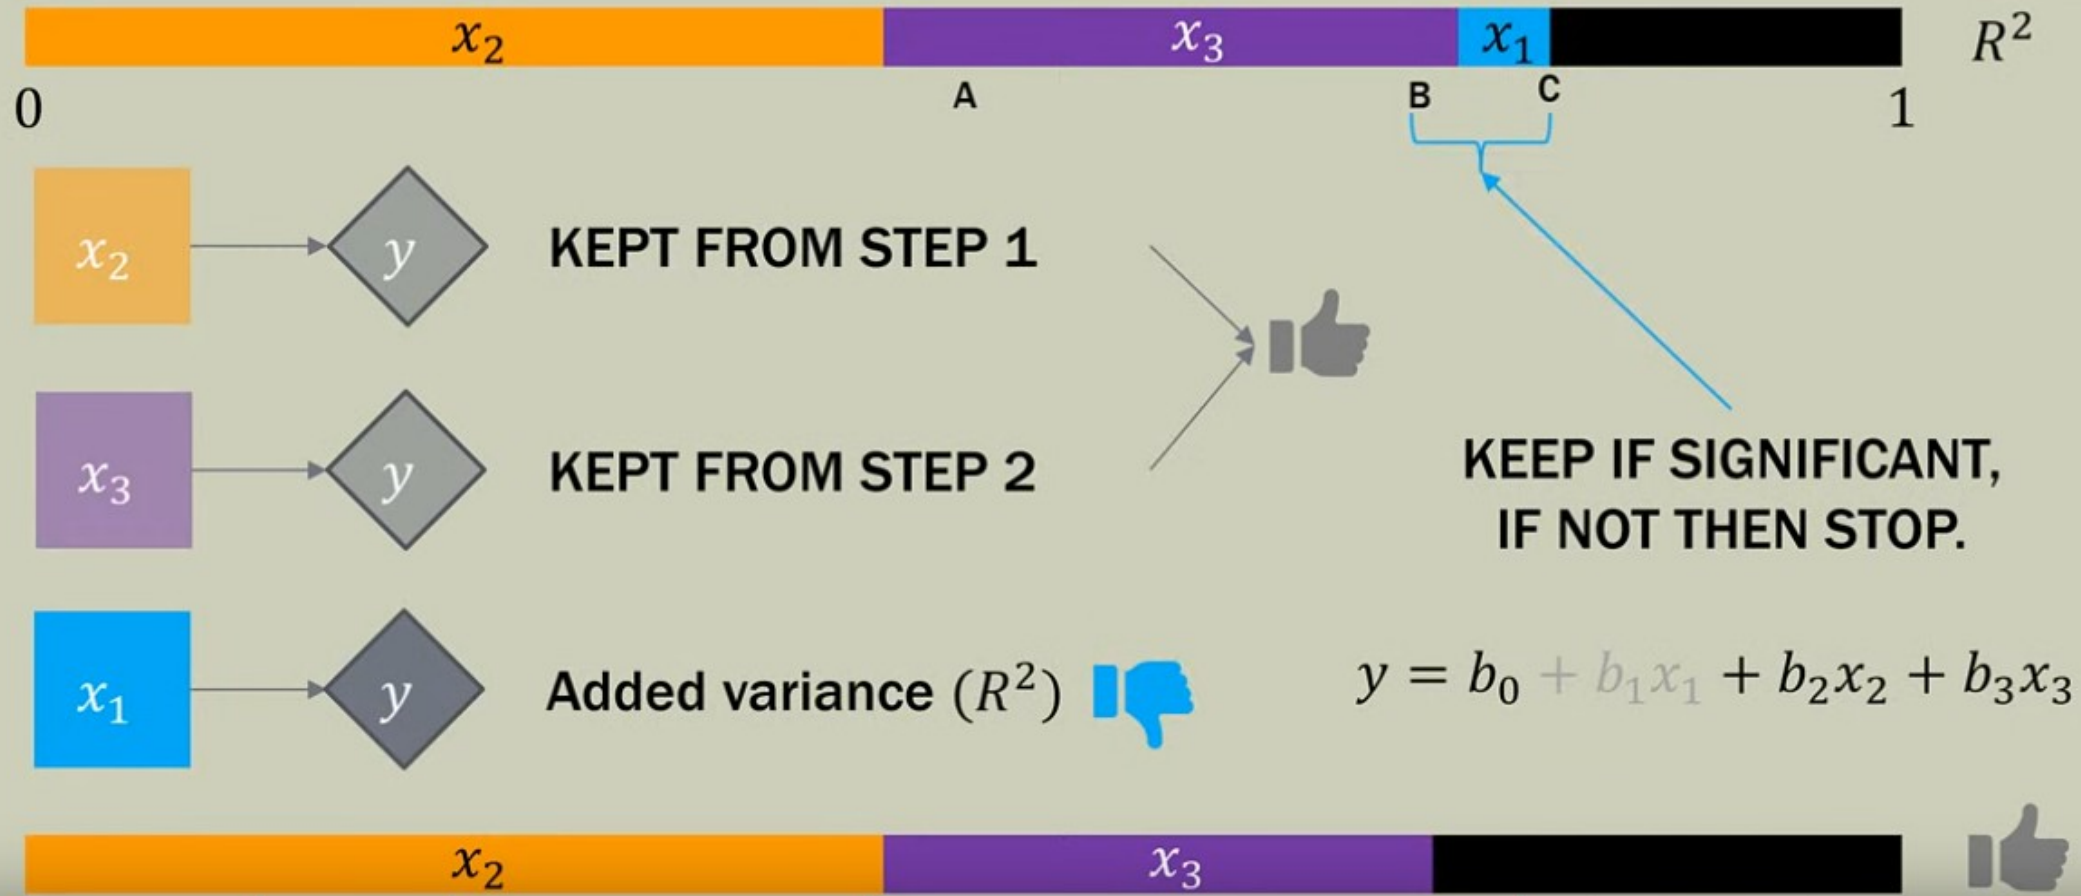 x₂ x₃ x₁ R²
0 A B C 1
x₂ y KEPT FROM STEP 1
x₃ y KEPT FROM STEP 2
KEEP IF SIGNIFICANT,
IF NOT THEN STOP.
x₁ y Added variance (R²)
y = b₀ + b₁x₁ + b₂x₂ + b₃x₃
x₂ x₃